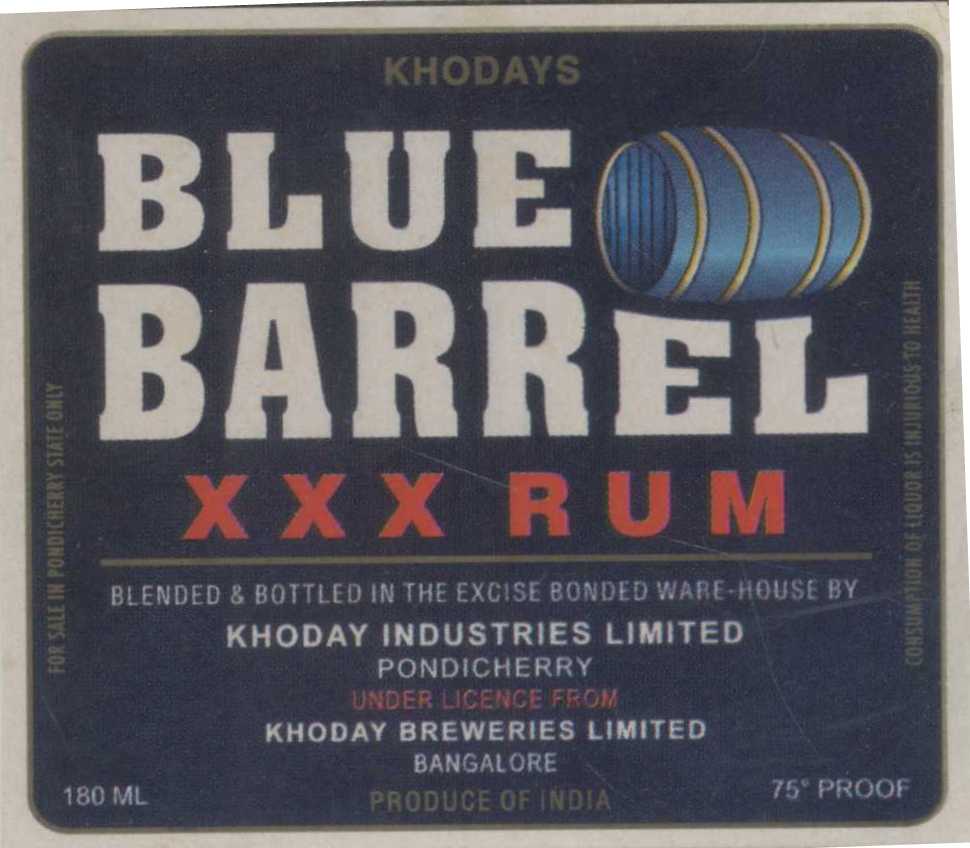 KHODAYS
BLUE
BARREL
XXX RUM
BLENDED & BOTTLED IN THE EXCISE BONDED WARE-HOUSE BY
KHODAY INDUSTRIES LIMITED
PONDICHERRY
UNDER LICENCE FROM
KHODAY BREWERIES LIMITED
BANGALORE
180 ML
75° PROOF
PRODUCE OF INDIA
FOR SALE IN PONDICHERRY STATE ONLY
CONSUMPTION OF LIQUOR IS INJURIOUS TO HEALTH